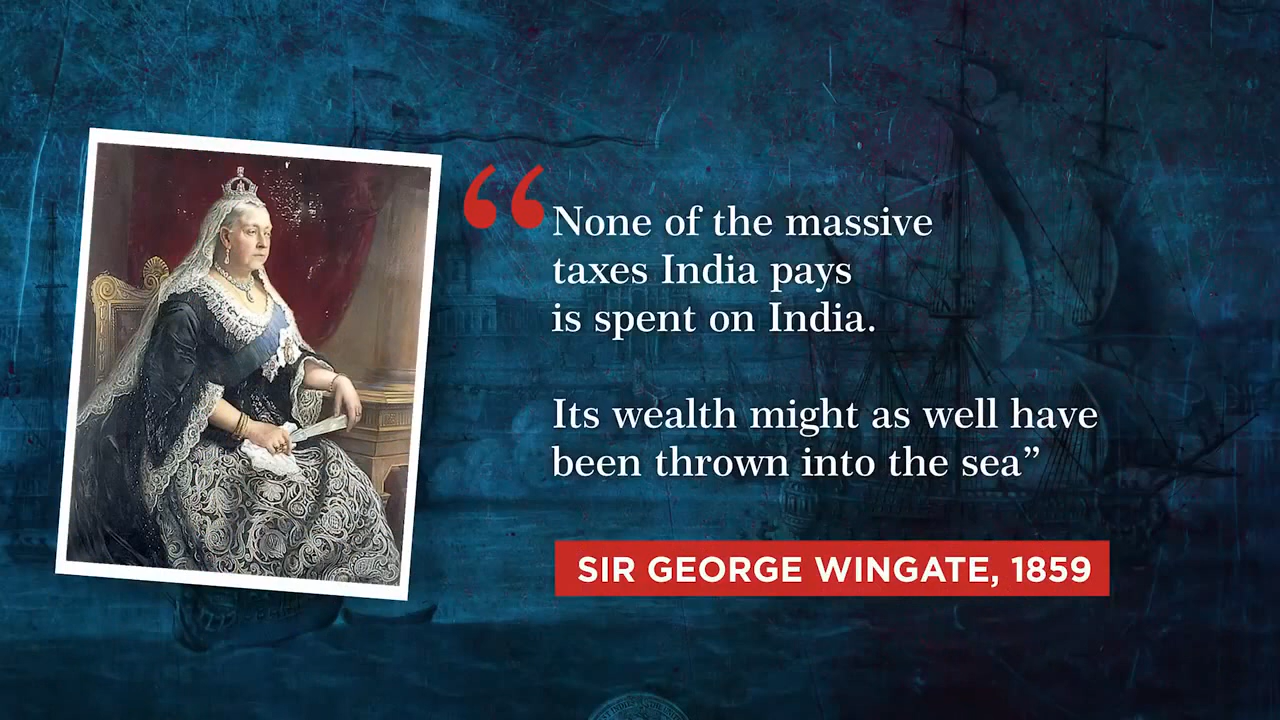 “None of the massive
taxes India pays
is spent on India.
Its wealth might as well have
been thrown into the sea”
SIR GEORGE WINGATE, 1859